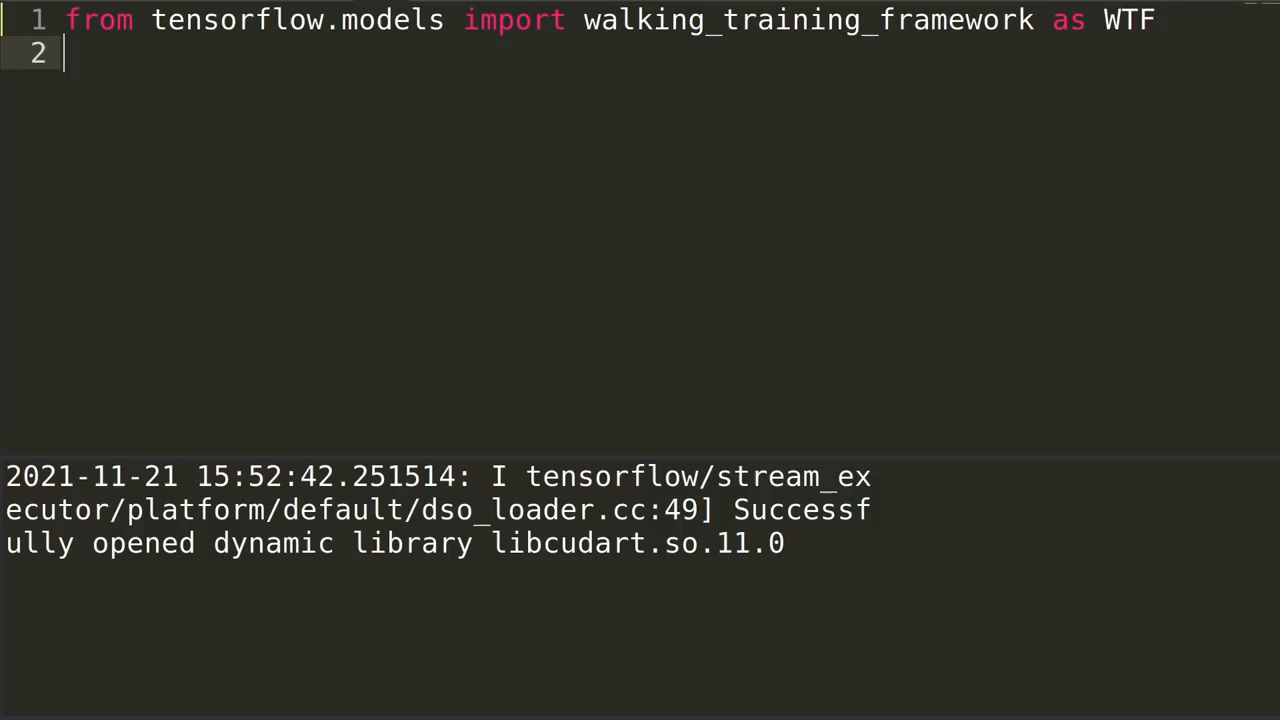 1 from tensorflow.models import walking_training_framework as WTF
2
2021-11-21 15:52:42.251514: I tensorflow/stream_ex
ecutor/platform/default/dso_loader.cc:49] Successf
ully opened dynamic library libcudart.so.11.0